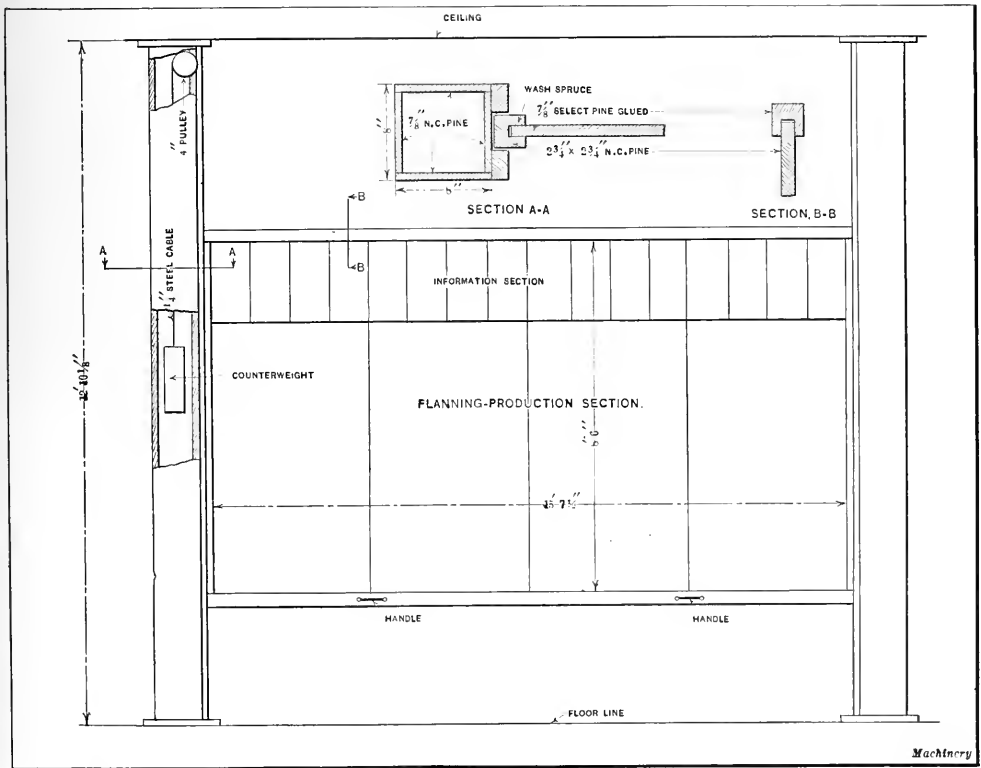 CEILING
WASH SPRUCE
7/8" SELECT PINE GLUED
7/8" N.C. PINE
2 3/4" × 2 3/4" N.C. PINE
8"
SECTION A-A
SECTION, B-B
4" PULLEY
B
B
A
A
1/4" STEEL CABLE
INFORMATION SECTION
COUNTERWEIGHT
PLANNING-PRODUCTION SECTION.
HANDLE
HANDLE
FLOOR LINE
Machinery